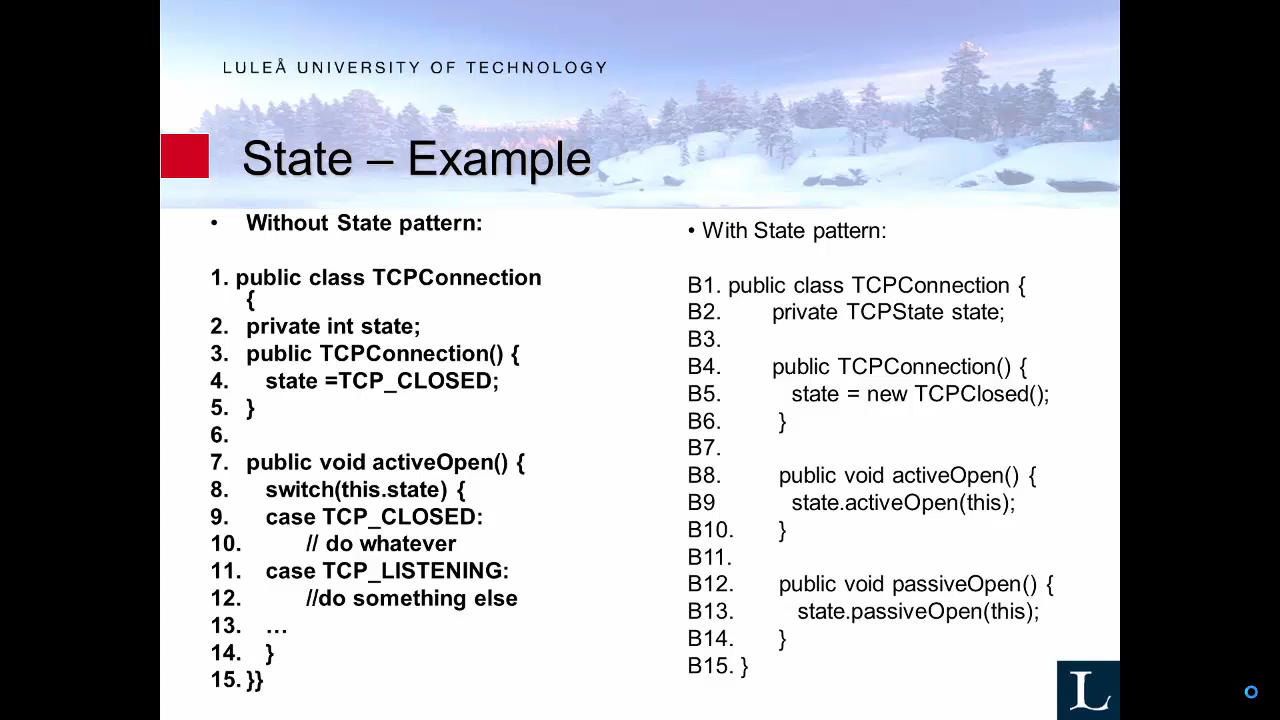 LULEÅ UNIVERSITY OF TECHNOLOGY
State – Example
• Without State pattern:
1. public class TCPConnection
{
2. private int state;
3. public TCPConnection() {
4. state =TCP_CLOSED;
5. }
6.
7. public void activeOpen() {
8. switch(this.state) {
9. case TCP_CLOSED:
10. // do whatever
11. case TCP_LISTENING:
12. //do something else
13. …
14. }
15. }}
• With State pattern:
B1. public class TCPConnection {
B2. private TCPState state;
B3.
B4. public TCPConnection() {
B5. state = new TCPClosed();
B6. }
B7.
B8. public void activeOpen() {
B9 state.activeOpen(this);
B10. }
B11.
B12. public void passiveOpen() {
B13. state.passiveOpen(this);
B14. }
B15. }
L